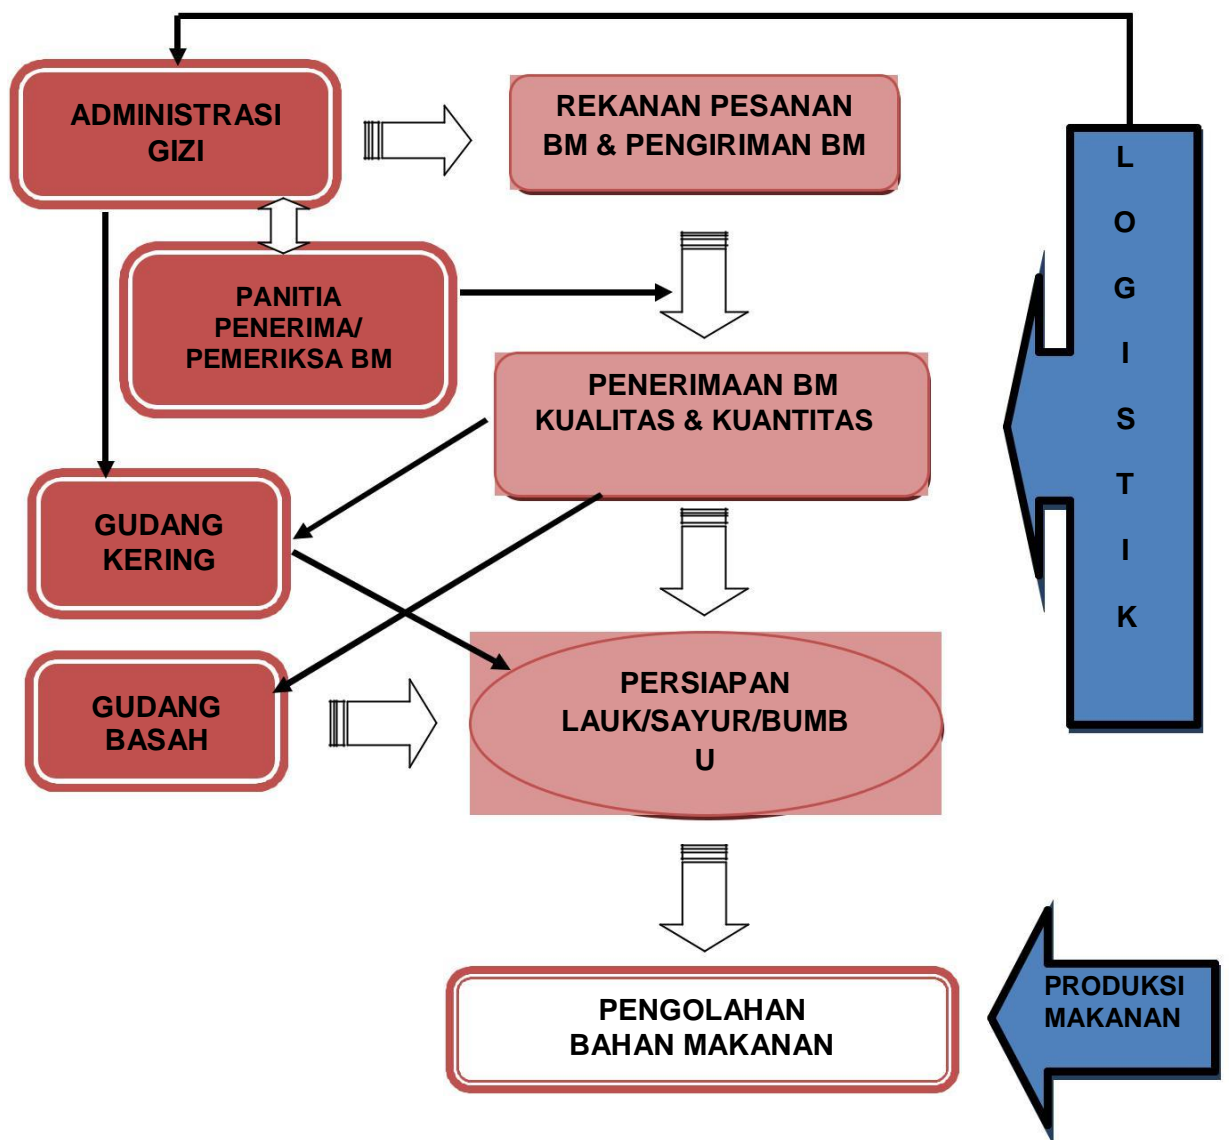 ADMINISTRASI
GIZI
REKANAN PESANAN
BM & PENGIRIMAN BM
PANITIA
PENERIMA/
PEMERIKSA BM
PENERIMAAN BM
KUALITAS & KUANTITAS
GUDANG
KERING
GUDANG
BASAH
PERSIAPAN
LAUK/SAYUR/BUMB
U
PENGOLAHAN
BAHAN MAKANAN
L
O
G
I
S
T
I
K
PRODUKSI
MAKANAN